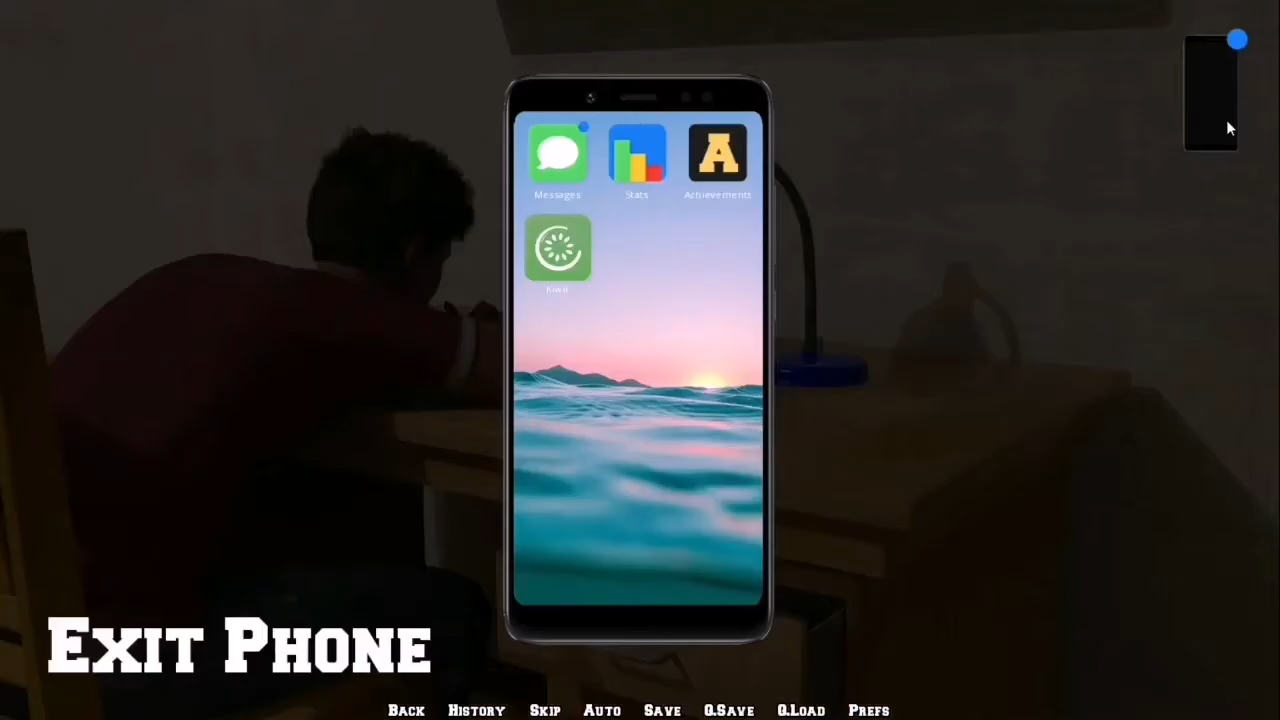 Messages Stats Achievements
Kiwii
Exit Phone
Back History Skip Auto Save Q.Save Q.Load Prefs